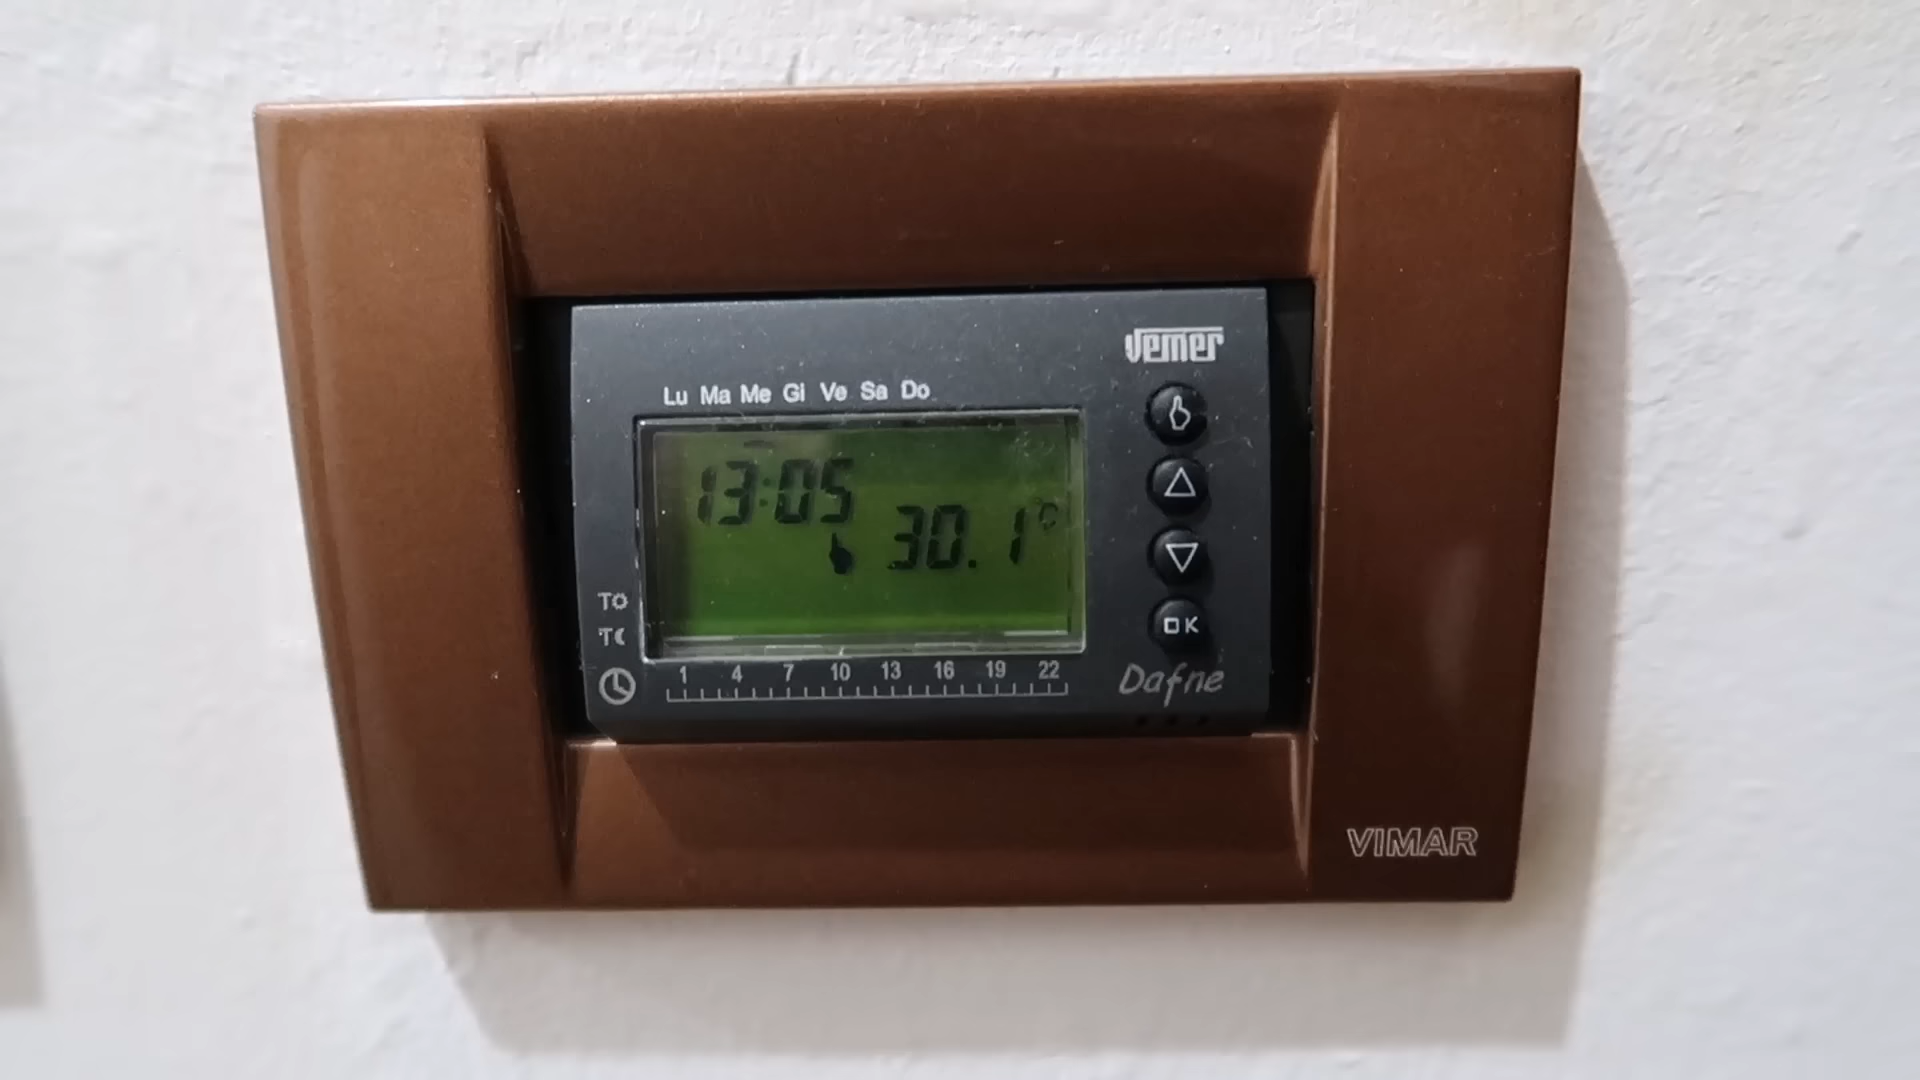 vemer
Lu Ma Me Gi Ve Sa Do
13:05
30.1°C
T
T
OK
1 4 7 10 13 16 19 22
Dafne
VIMAR